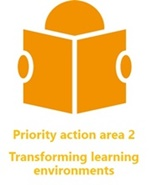 Priority action area 2
Transforming learning
environments